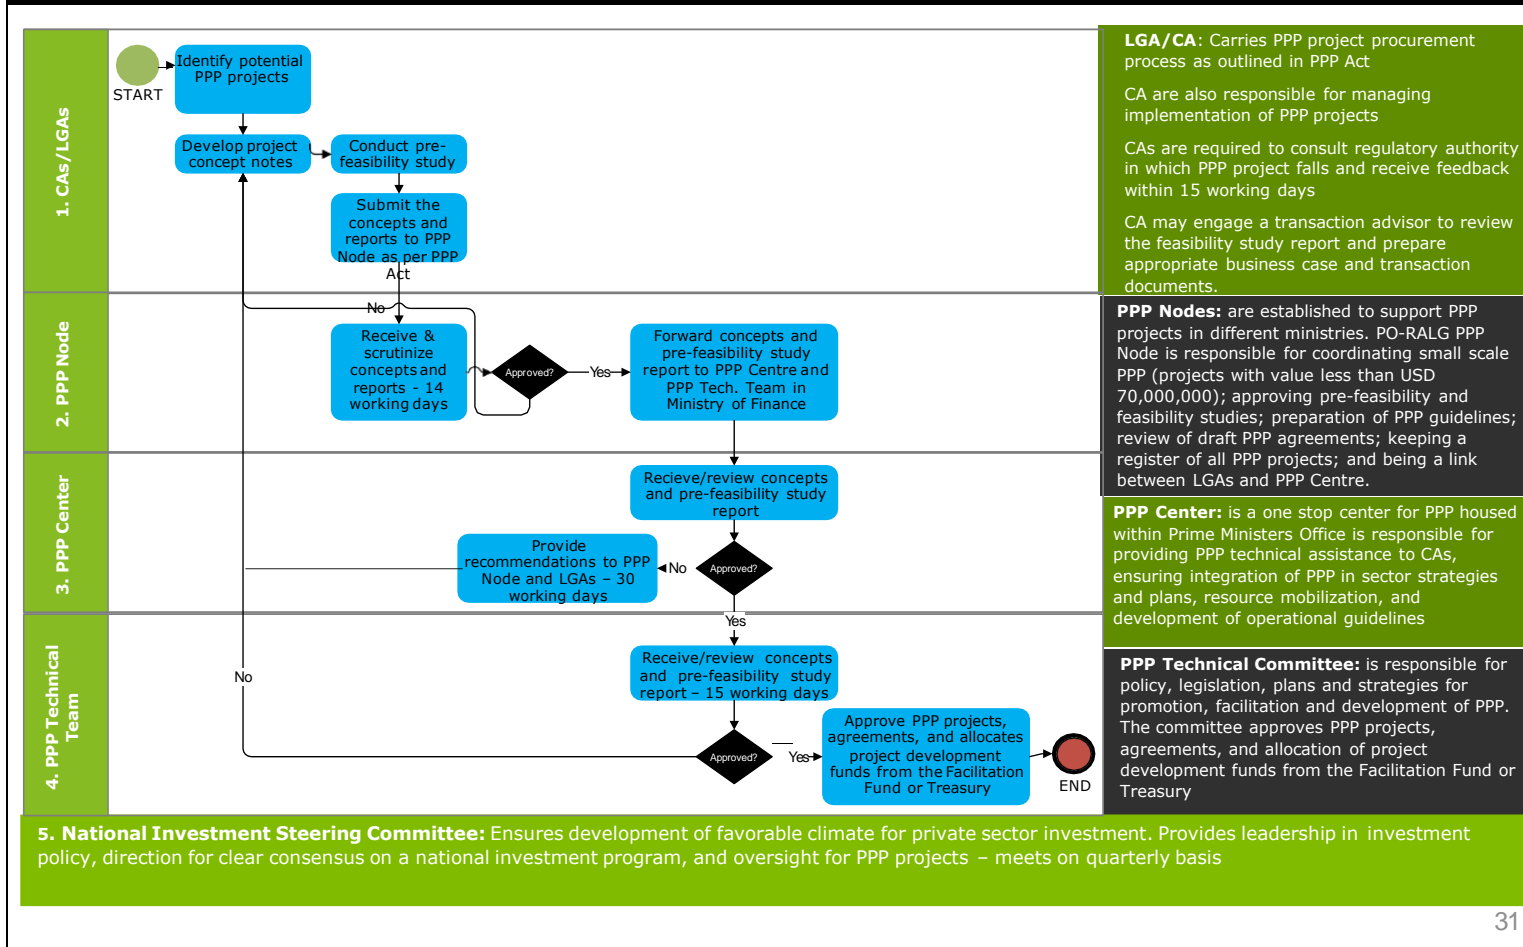 1. CAs/LGAs
START
Identify potential
PPP projects
Develop project
concept notes
Conduct pre-
feasibility study
Submit the
concepts and
reports to PPP
Node as per PPP
Act
LGA/CA: Carries PPP project procurement
process as outlined in PPP Act
CA are also responsible for managing
implementation of PPP projects
CAs are required to consult regulatory authority
in which PPP project falls and receive feedback
within 15 working days
CA may engage a transaction advisor to review
the feasibility study report and prepare
appropriate business case and transaction
documents.
2. PPP Node
No
Receive &
scrutinize
concepts and
reports - 14
working days
Approved?
Yes
Forward concepts and
pre-feasibility study
report to PPP Centre and
PPP Tech. Team in
Ministry of Finance
PPP Nodes: are established to support PPP
projects in different ministries. PO-RALG PPP
Node is responsible for coordinating small scale
PPP (projects with value less than USD
70,000,000); approving pre-feasibility and
feasibility studies; preparation of PPP guidelines;
review of draft PPP agreements; keeping a
register of all PPP projects; and being a link
between LGAs and PPP Centre.
3. PPP Center
Recieve/review concepts
and pre-feasibility study
report
Approved?
No
Provide
recommendations to PPP
Node and LGAs – 30
working days
Yes
PPP Center: is a one stop center for PPP housed
within Prime Ministers Office is responsible for
providing PPP technical assistance to CAs,
ensuring integration of PPP in sector strategies
and plans, resource mobilization, and
development of operational guidelines
4. PPP Technical
Team
No
Receive/review concepts
and pre-feasibility study
report – 15 working days
Approved?
Yes
Approve PPP projects,
agreements, and allocates
project development
funds from the Facilitation
Fund or Treasury
END
PPP Technical Committee: is responsible for
policy, legislation, plans and strategies for
promotion, facilitation and development of PPP.
The committee approves PPP projects,
agreements, and allocation of project
development funds from the Facilitation Fund or
Treasury
5. National Investment Steering Committee: Ensures development of favorable climate for private sector investment. Provides leadership in investment
policy, direction for clear consensus on a national investment program, and oversight for PPP projects – meets on quarterly basis
31